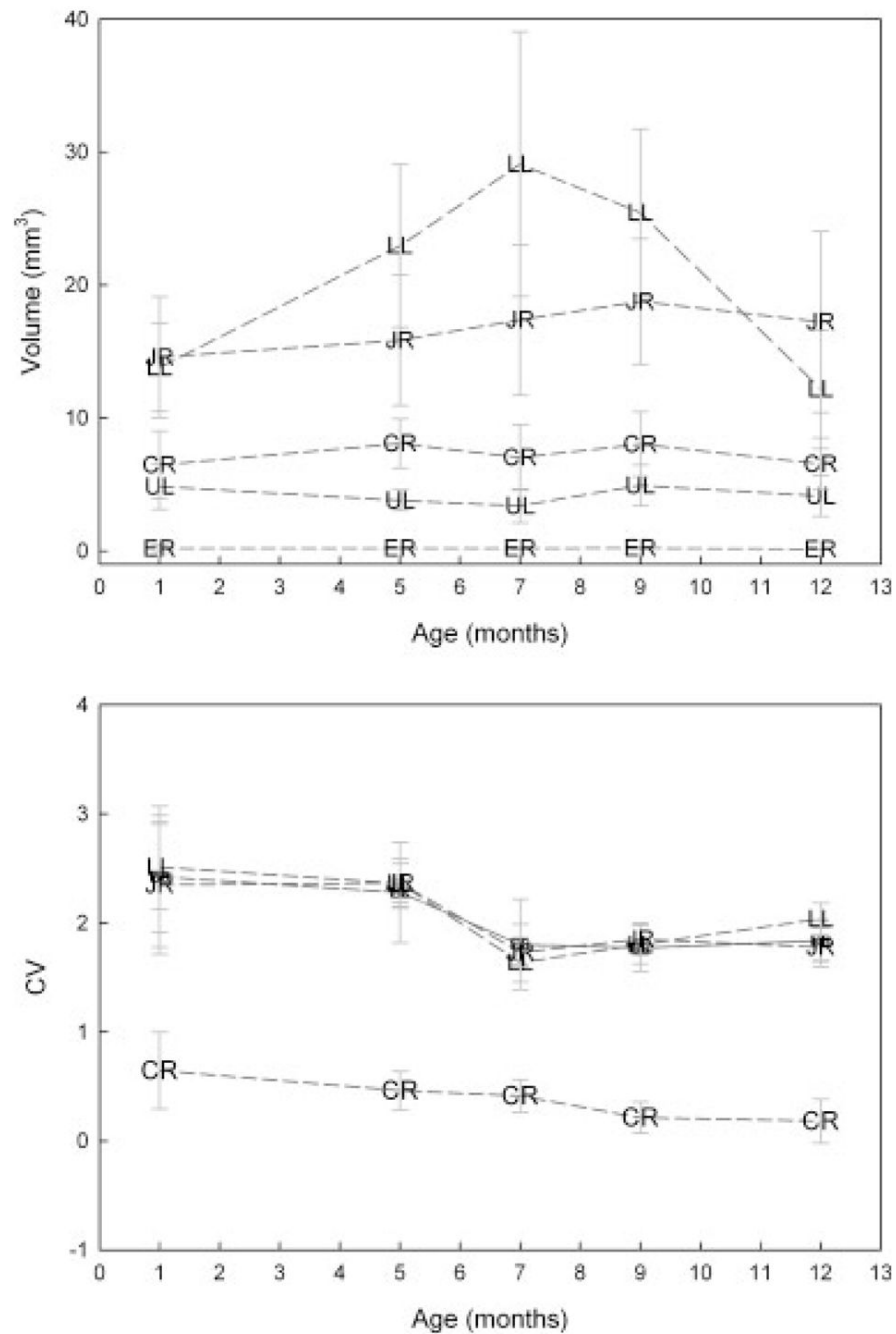 40
30
20
10
0
Volume (mm³)
LL LL LL LL LL
JR JR JR JR JR
CR CR CR CR CR
UL UL UL UL UL
ER ER ER ER ER
0 1 2 3 4 5 6 7 8 9 10 11 12 13
Age (months)
4
3
2
1
0
-1
CV
LL LL LL
JR JR JR JR JR
CR CR CR CR CR
0 1 2 3 4 5 6 7 8 9 10 11 12 13
Age (months)